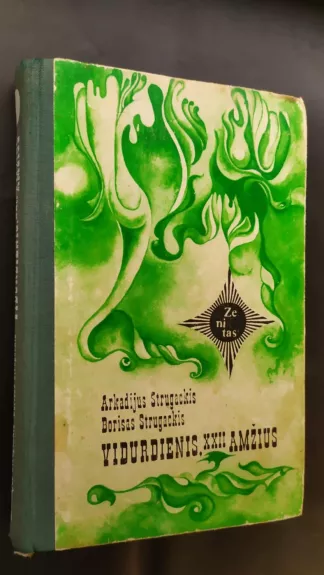 Ze
ni
tas
Arkadijus Strugackis
Borisas Strugackis
VIDURDIENIS, XXII AMŽIUS